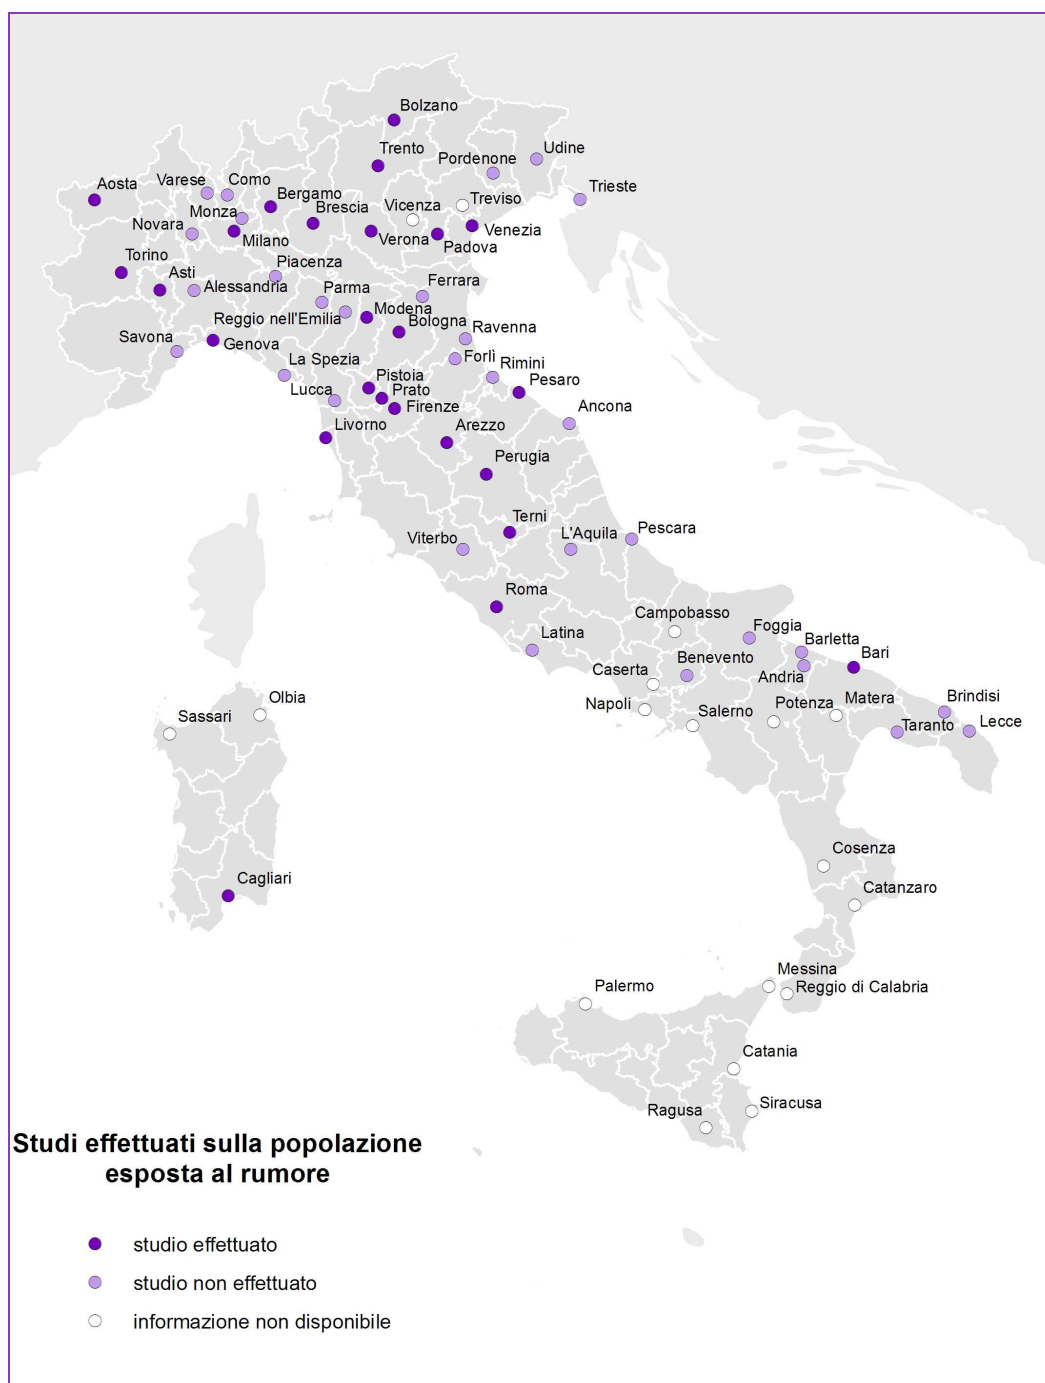 Bolzano
Trento
Udine
Pordenone
Aosta
Varese
Como
Bergamo
Trieste
Treviso
Monza
Brescia
Vicenza
Novara
Milano
Verona
Venezia
Padova
Torino
Piacenza
Asti
Alessandria
Parma
Ferrara
Reggio nell'Emilia
Modena
Bologna
Ravenna
Savona
Genova
La Spezia
Forlì
Rimini
Pistoia
Pesaro
Lucca
Prato
Firenze
Ancona
Livorno
Arezzo
Perugia
Terni
Viterbo
L'Aquila
Pescara
Roma
Campobasso
Latina
Foggia
Barletta
Bari
Caserta
Benevento
Andria
Olbia
Napoli
Salerno
Potenza
Matera
Brindisi
Sassari
Taranto
Lecce
Cosenza
Cagliari
Catanzaro
Messina
Palermo
Reggio di Calabria
Catania
Ragusa
Siracusa
Studi effettuati sulla popolazione
esposta al rumore
studio effettuato
studio non effettuato
informazione non disponibile